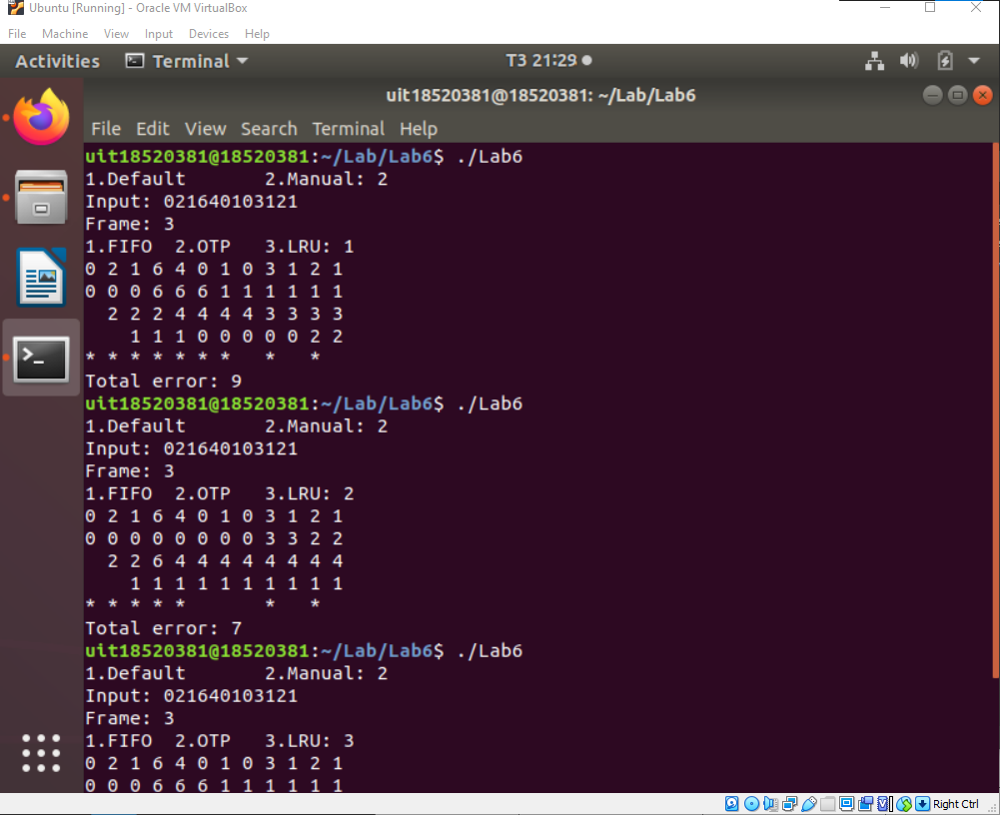 Ubuntu [Running] - Oracle VM VirtualBox
File Machine View Input Devices Help
Activities Terminal T3 21:29
uit18520381@18520381: ~/Lab/Lab6
File Edit View Search Terminal Help
uit18520381@18520381:~/Lab/Lab6$ ./Lab6
1.Default       2.Manual: 2
Input: 021640103121
Frame: 3
1.FIFO  2.OTP   3.LRU: 1
0 2 1 6 4 0 1 0 3 1 2 1
0 0 0 6 6 6 1 1 1 1 1 1
  2 2 2 4 4 4 4 3 3 3 3
    1 1 1 0 0 0 0 0 2 2
* * * * * * *   *   *
Total error: 9
uit18520381@18520381:~/Lab/Lab6$ ./Lab6
1.Default       2.Manual: 2
Input: 021640103121
Frame: 3
1.FIFO  2.OTP   3.LRU: 2
0 2 1 6 4 0 1 0 3 1 2 1
0 0 0 0 0 0 0 0 3 3 2 2
  2 2 6 4 4 4 4 4 4 4 4
    1 1 1 1 1 1 1 1 1 1
* * * * *       *   *
Total error: 7
uit18520381@18520381:~/Lab/Lab6$ ./Lab6
1.Default       2.Manual: 2
Input: 021640103121
Frame: 3
1.FIFO  2.OTP   3.LRU: 3
0 2 1 6 4 0 1 0 3 1 2 1
0 0 0 6 6 6 1 1 1 1 1 1
Right Ctrl